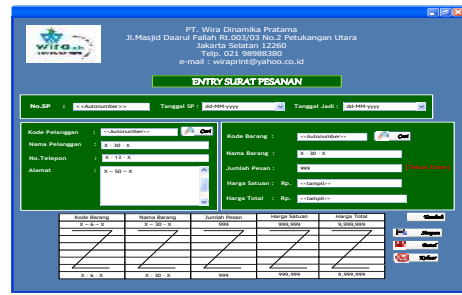 wira
PT. Wira Dinamika Pratama
Jl.Masjid Daarul Fallah Rt.003/03 No.2 Petukangan Utara
Jakarta Selatan 12260
Telp. 021 98988380
e-mail : wiraprint@yahoo.co.id
ENTRY SURAT PESANAN
No.SP : <<Autonumber>> Tanggal SP : dd-MM-yyyy Tanggal Jadi : dd-MM-yyyy
Kode Pelanggan : <<Autonumber>> Cari
Nama Pelanggan : X - 30 - X
No.Telepon : X - 13 - X
Alamat : X – 50 – X
Kode Barang : <<Autonumber>> Cari
Nama Barang : X - 30 - X
Jumlah Pesan : 999
Harga Satuan : Rp. <<tampil>>
Harga Total : Rp. <<tampil>>
Kode Barang Nama Barang Jumlah Pesan Harga Satuan Harga Total
X – 6 – X X – 30 - X 999 999,999 9,999,999
X - 6 - X X - 30 - X 999 999,999 9,999,999
Tambah
Simpan
Batal
Keluar